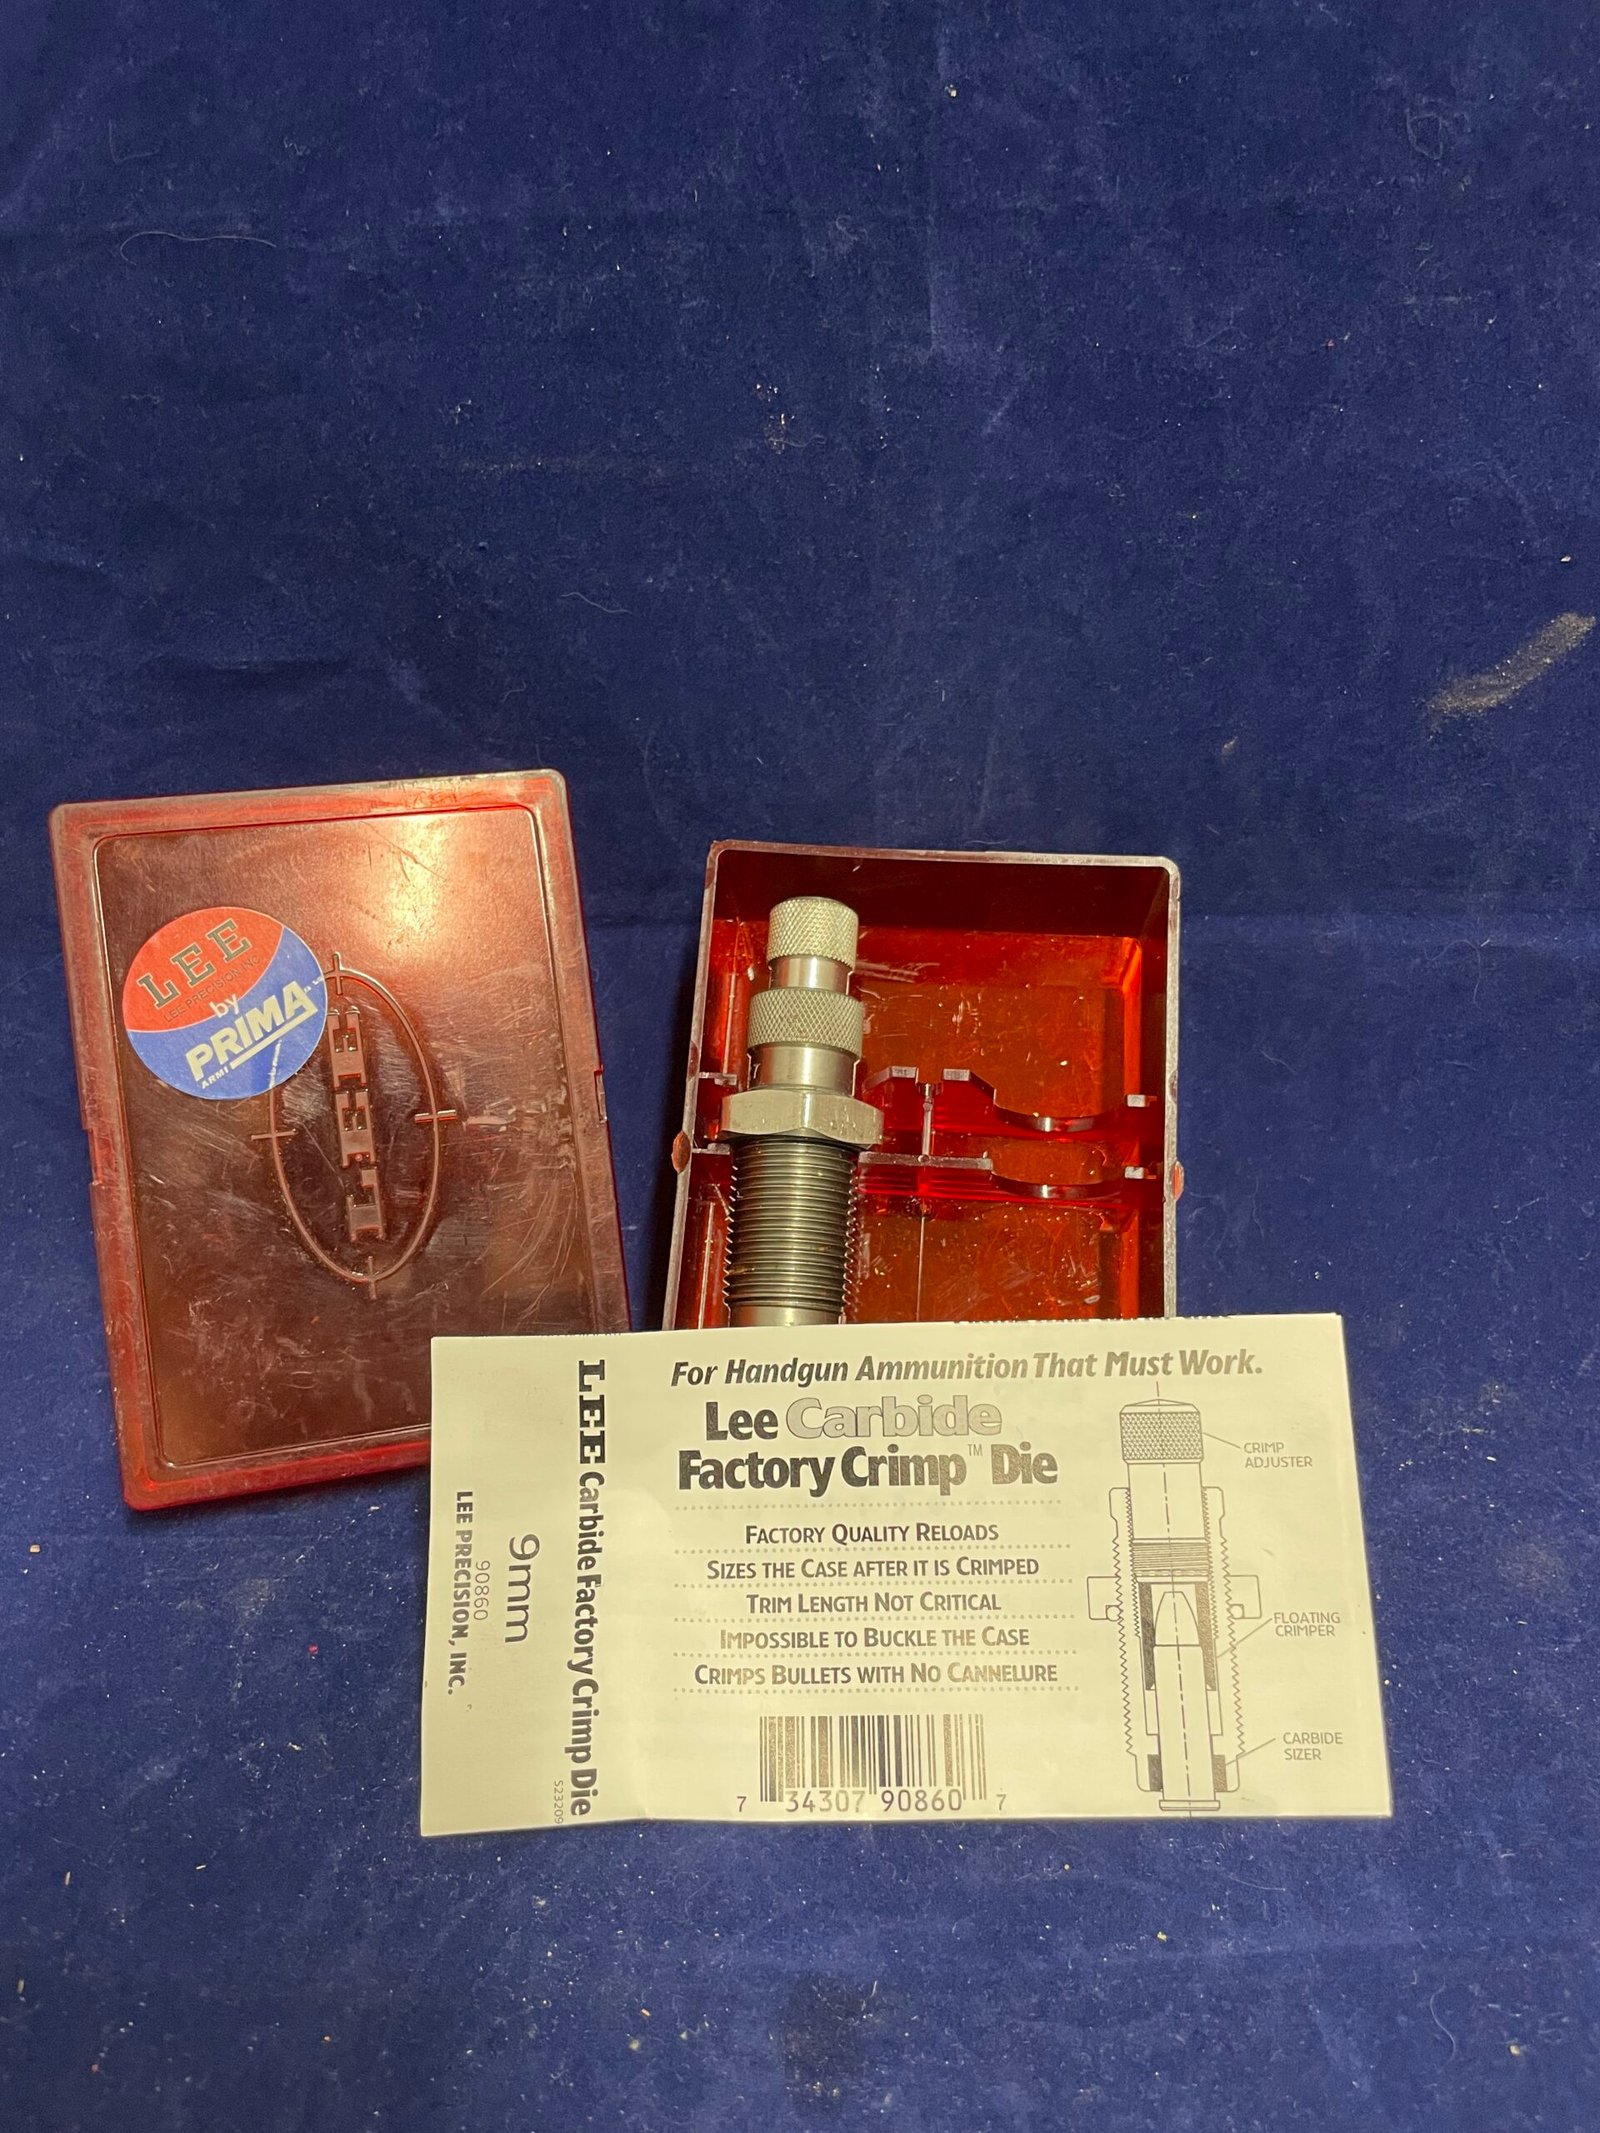 LEE
LEE PRECISION INC
by
PRIMA
ARMI
LEE
For Handgun Ammunition That Must Work.
Lee Carbide
Factory Crimp™ Die
FACTORY QUALITY RELOADS
SIZES THE CASE AFTER IT IS CRIMPED
TRIM LENGTH NOT CRITICAL
IMPOSSIBLE TO BUCKLE THE CASE
CRIMPS BULLETS WITH NO CANNELURE
7 34307 90860 7
CRIMP
ADJUSTER
FLOATING
CRIMPER
CARBIDE
SIZER
LEE Carbide Factory Crimp Die
S23209
9mm
90860
LEE PRECISION, INC.